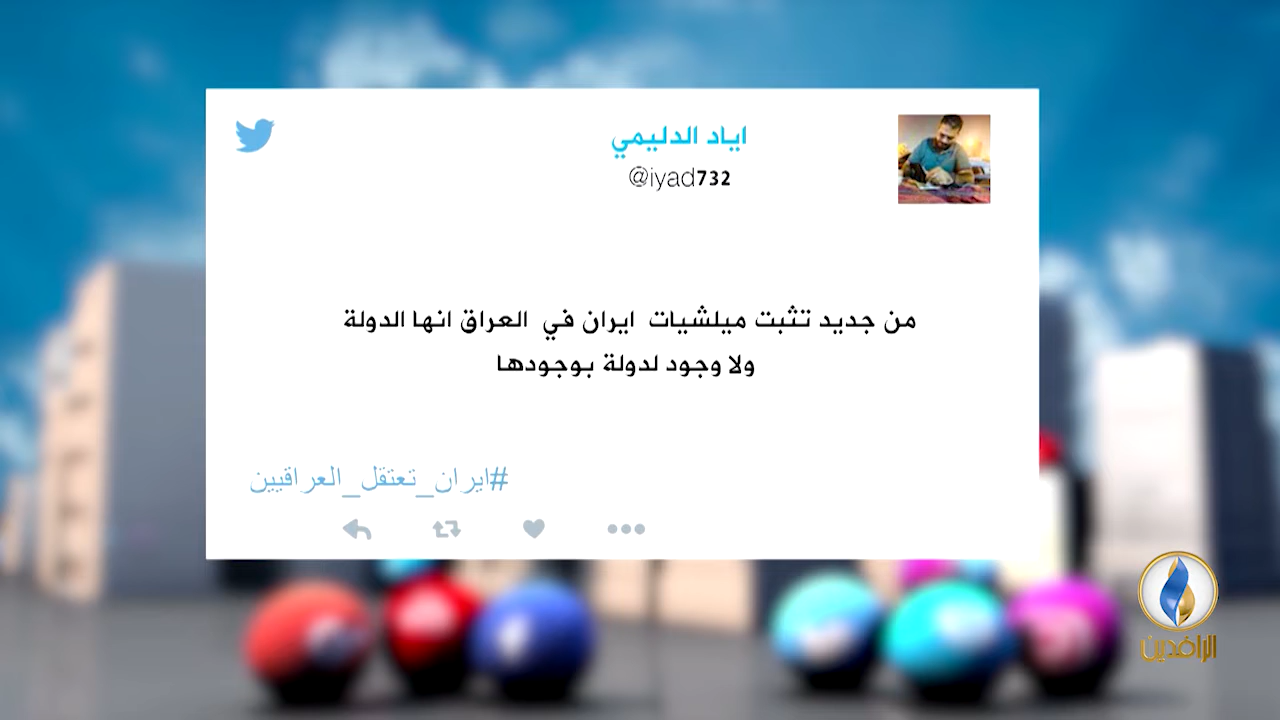 اياد الدليمي
@iyad732
من جديد تثبت ميلشيات ايران في العراق انها الدولة
ولا وجود لدولة بوجودها
#ايران_تعتقل_العراقيين
الرافدين